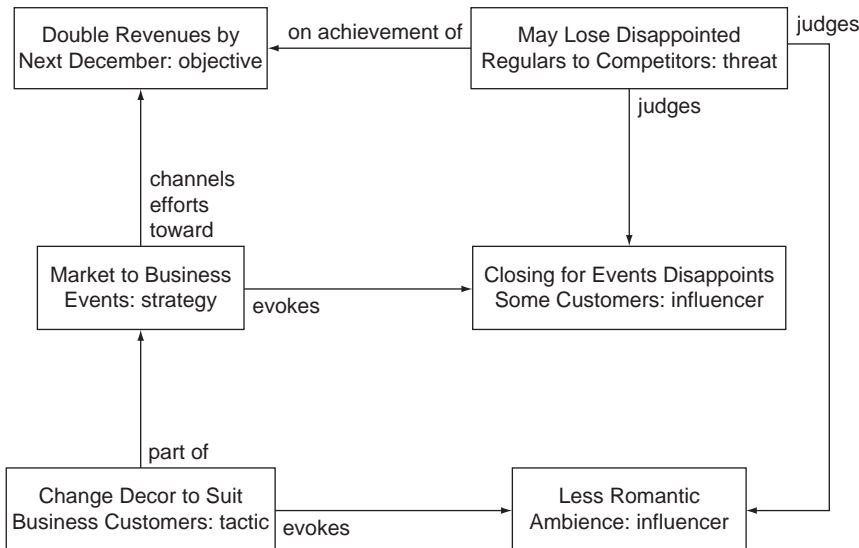 Double Revenues by
Next December: objective
on achievement of
May Lose Disappointed
Regulars to Competitors: threat
judges
judges
channels
efforts
toward
Market to Business
Events: strategy
evokes
Closing for Events Disappoints
Some Customers: influencer
part of
Change Decor to Suit
Business Customers: tactic
evokes
Less Romantic
Ambience: influencer